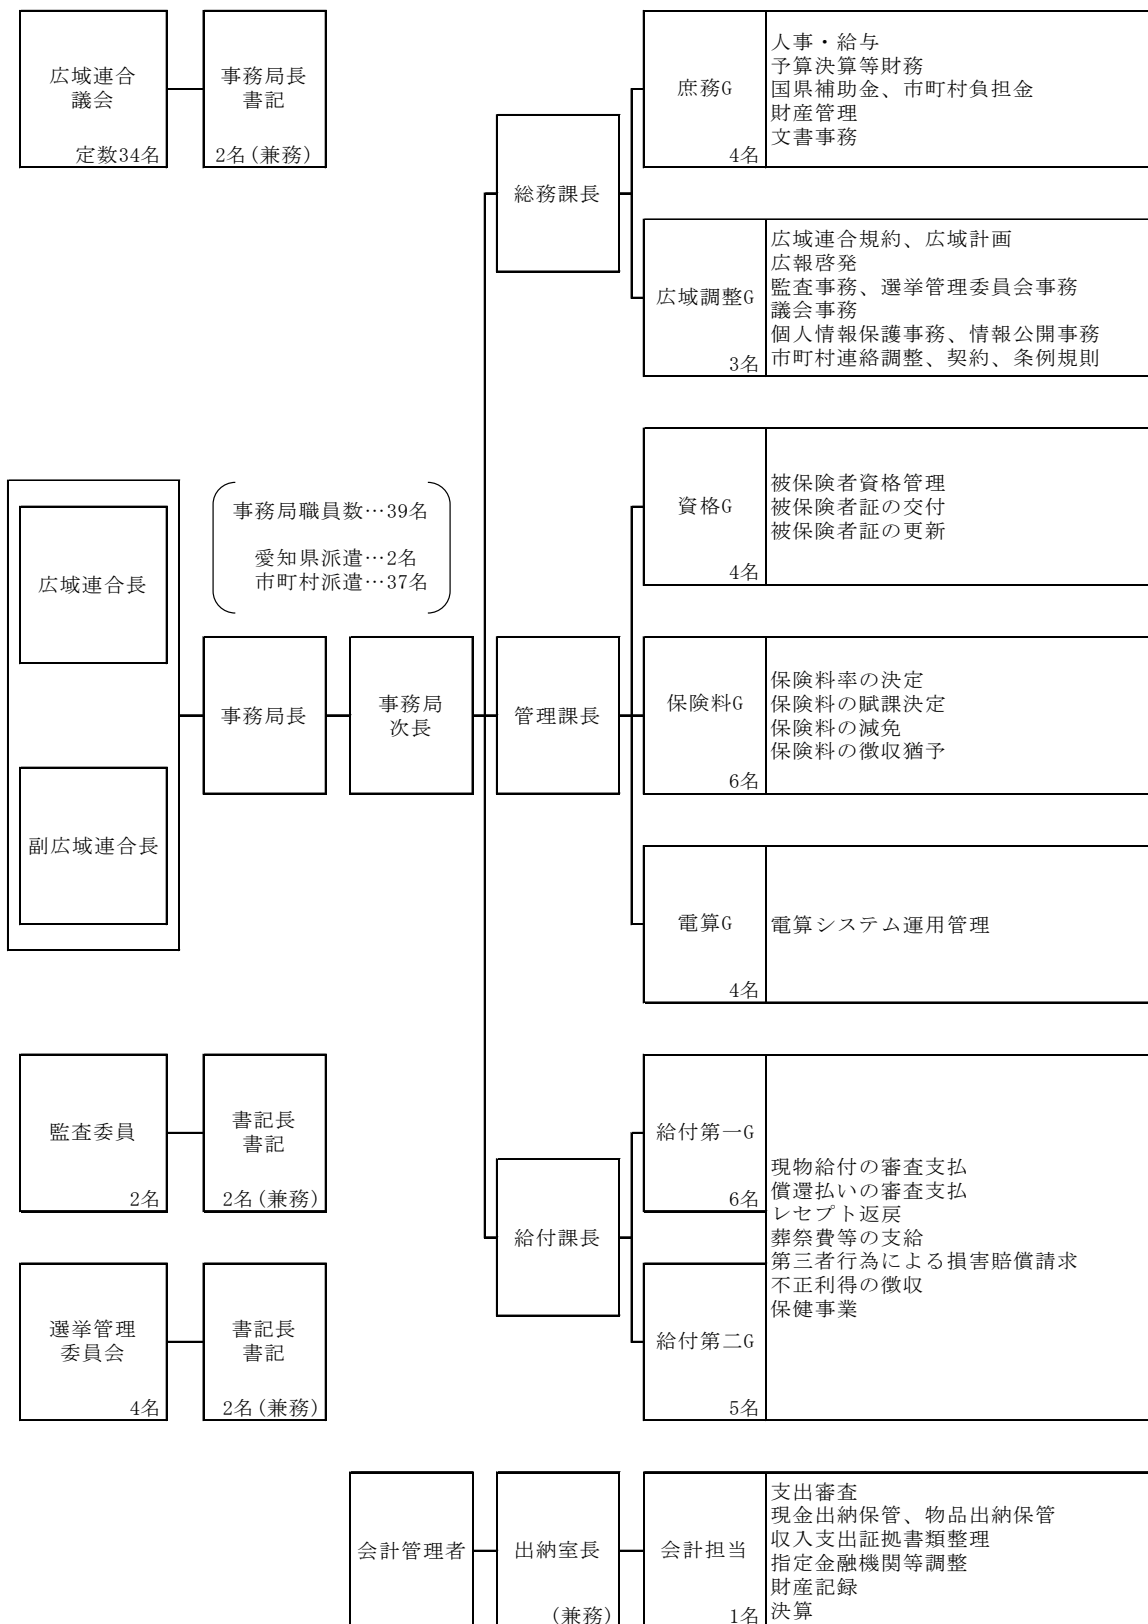 広域連合
議会
定数34名
事務局長
書記
2名(兼務)
総務課長
庶務G
4名
人事・給与
予算決算等財務
国県補助金、市町村負担金
財産管理
文書事務
広域調整G
3名
広域連合規約、広域計画
広報啓発
監査事務、選挙管理委員会事務
議会事務
個人情報保護事務、情報公開事務
市町村連絡調整、契約、条例規則
事務局職員数…39名
愛知県派遣…2名
市町村派遣…37名
広域連合長
副広域連合長
事務局長
事務局
次長
管理課長
資格G
4名
被保険者資格管理
被保険者証の交付
被保険者証の更新
保険料G
6名
保険料率の決定
保険料の賦課決定
保険料の減免
保険料の徴収猶予
電算G
4名
電算システム運用管理
監査委員
2名
書記長
書記
2名(兼務)
選挙管理
委員会
4名
書記長
書記
2名(兼務)
給付課長
給付第一G
6名
給付第二G
5名
現物給付の審査支払
償還払いの審査支払
レセプト返戻
葬祭費等の支給
第三者行為による損害賠償請求
不正利得の徴収
保健事業
会計管理者
出納室長
(兼務)
会計担当
1名
支出審査
現金出納保管、物品出納保管
収入支出証拠書類整理
指定金融機関等調整
財産記録
決算